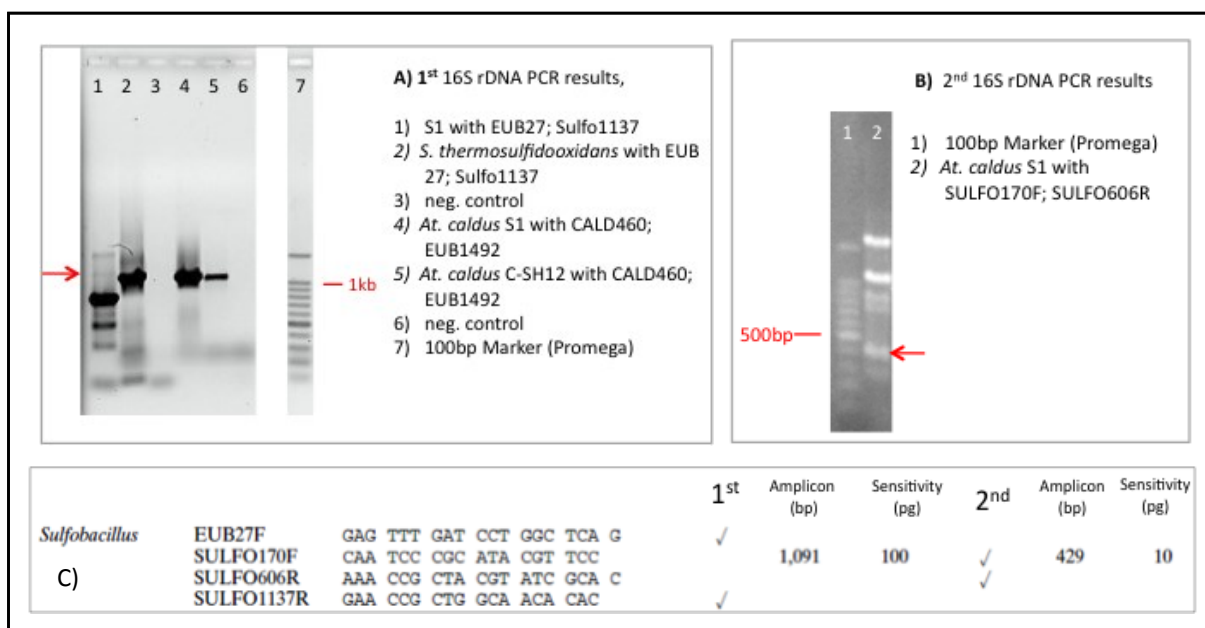 1 2 3 4 5 6 7
1kb
A) 1st 16S rDNA PCR results,
1) S1 with EUB27; Sulfo1137
2) S. thermosulfidooxidans with EUB
27; Sulfo1137
3) neg. control
4) At. caldus S1 with CALD460;
EUB1492
5) At. caldus C-SH12 with CALD460;
EUB1492
6) neg. control
7) 100bp Marker (Promega)
B) 2nd 16S rDNA PCR results
1 2
500bp
1) 100bp Marker (Promega)
2) At. caldus S1 with
SULFO170F; SULFO606R
1st Amplicon (bp) Sensitivity (pg) 2nd Amplicon (bp) Sensitivity (pg)
Sulfobacillus EUB27F GAG TTT GAT CCT GGC TCA G √
SULFO170F CAA TCC CGC ATA CGT TCC 1,091 100 √ 429 10
C) SULFO606R AAA CCG CTA CGT ATC GCA C √
SULFO1137R GAA CCG CTG GCA ACA CAC √